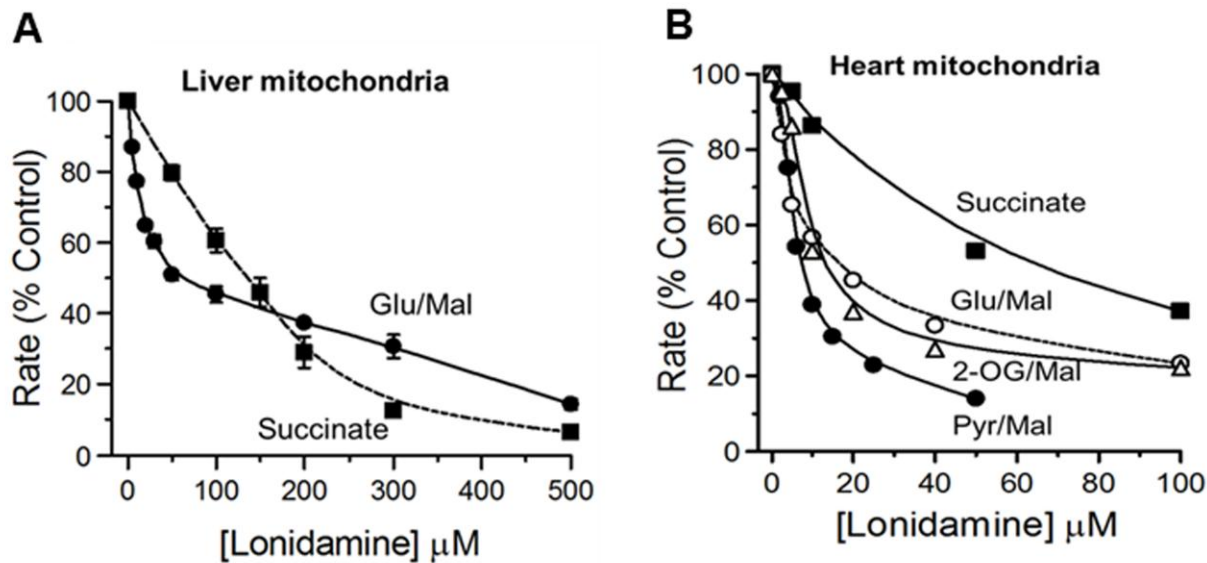 A
Liver mitochondria
Rate (% Control)
100
80
60
40
20
0
Glu/Mal
Succinate
0 100 200 300 400 500
[Lonidamine] μM
B
Heart mitochondria
Rate (% Control)
100
80
60
40
20
0
Succinate
Glu/Mal
2-OG/Mal
Pyr/Mal
0 20 40 60 80 100
[Lonidamine] μM